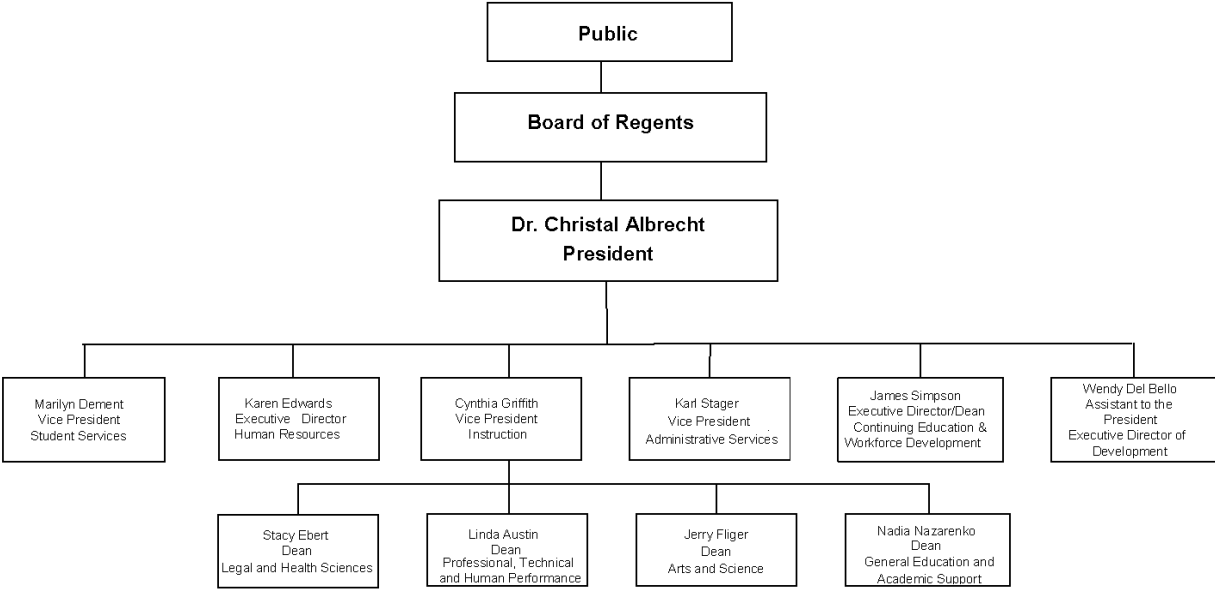 Public
Board of Regents
Dr. Christal Albrecht
President
Marilyn Dement
Vice President
Student Services
Karen Edwards
Executive Director
Human Resources
Cynthia Griffith
Vice President
Instruction
Karl Stager
Vice President
Administrative Services
James Simpson
Executive Director/Dean
Continuing Education &
Workforce Development
Wendy Del Bello
Assistant to the
President
Executive Director of
Development
Stacy Ebert
Dean
Legal and Health Sciences
Linda Austin
Dean
Professional, Technical
and Human Performance
Jerry Fliger
Dean
Arts and Science
Nadia Nazarenko
Dean
General Education and
Academic Support